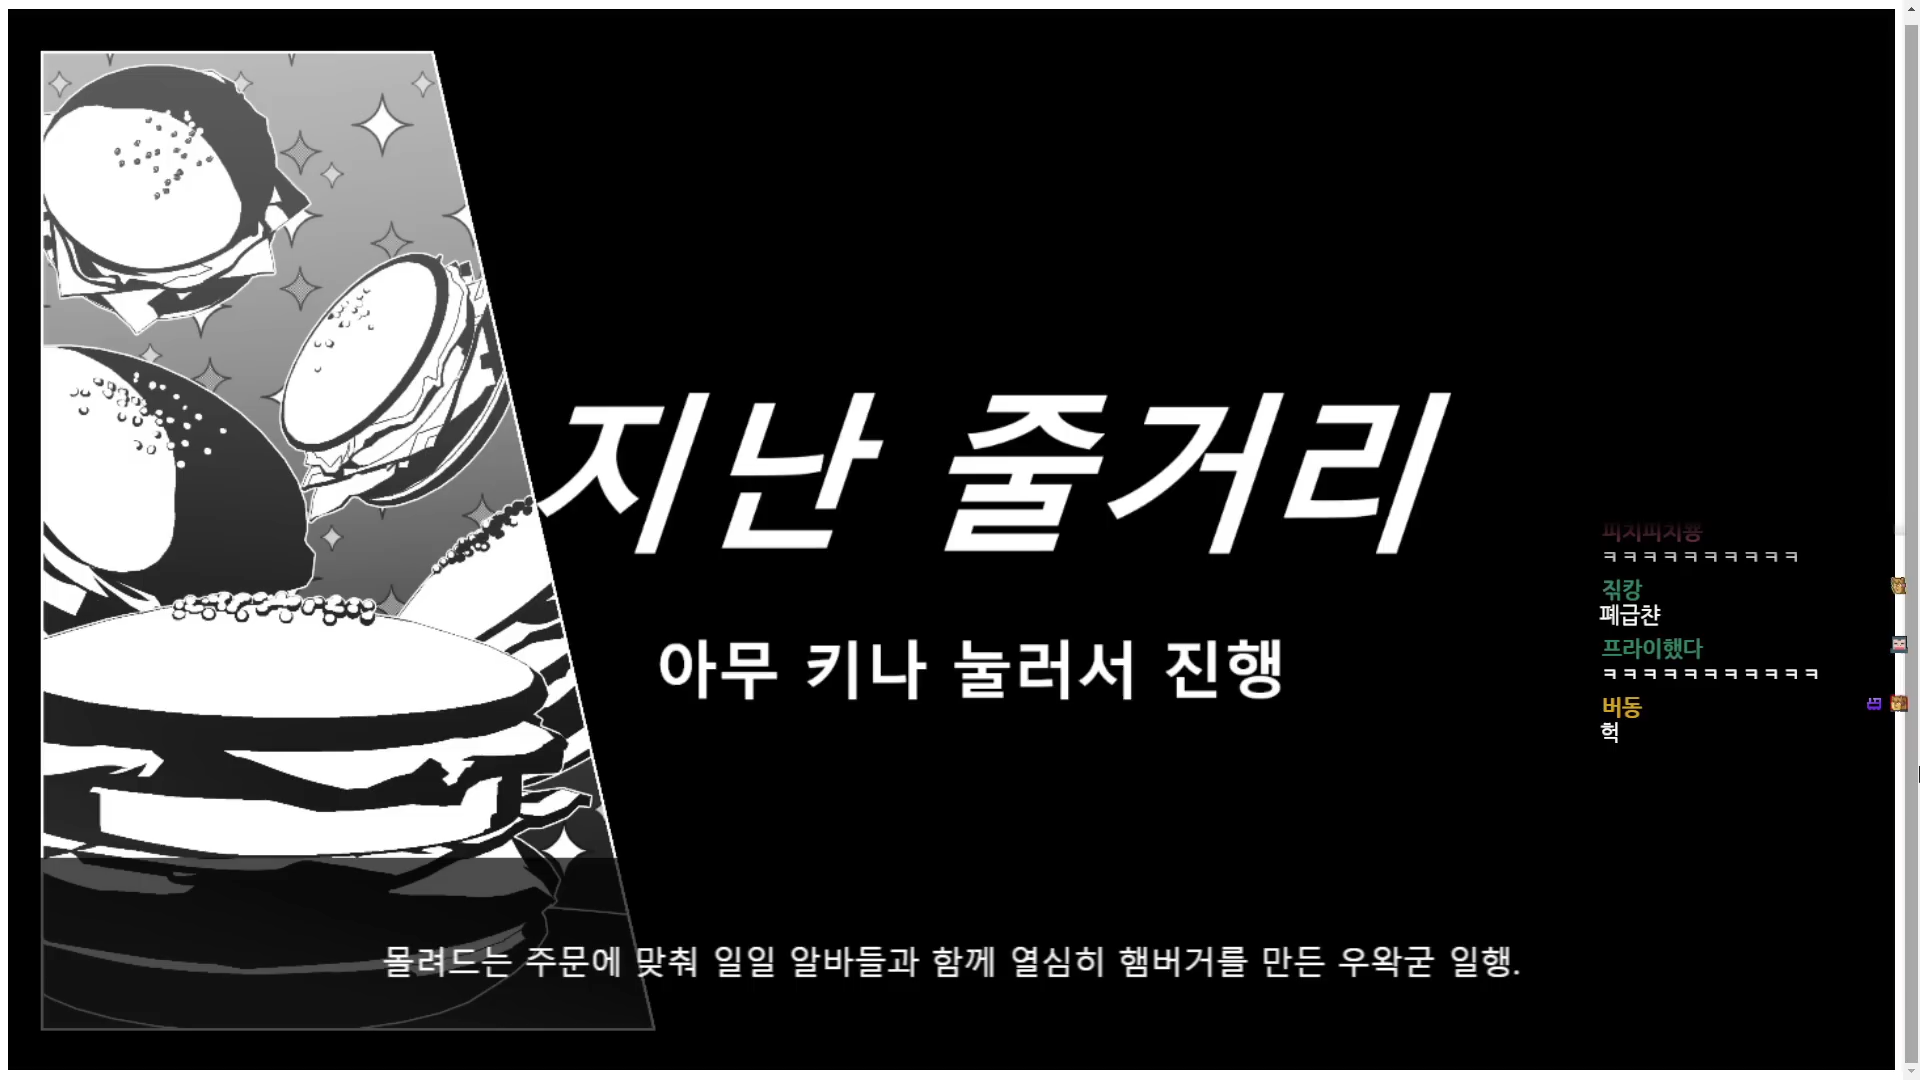 지난 줄거리
아무 키나 눌러서 진행
몰려드는 주문에 맞춰 일일 알바들과 함께 열심히 햄버거를 만든 우왁굳 일행.
ㅋㅋㅋㅋㅋㅋㅋㅋㅋㅋ
줚캉
폐급챤
프라이했다
ㅋㅋㅋㅋㅋㅋㅋㅋㅋㅋㅋ
버동
헉